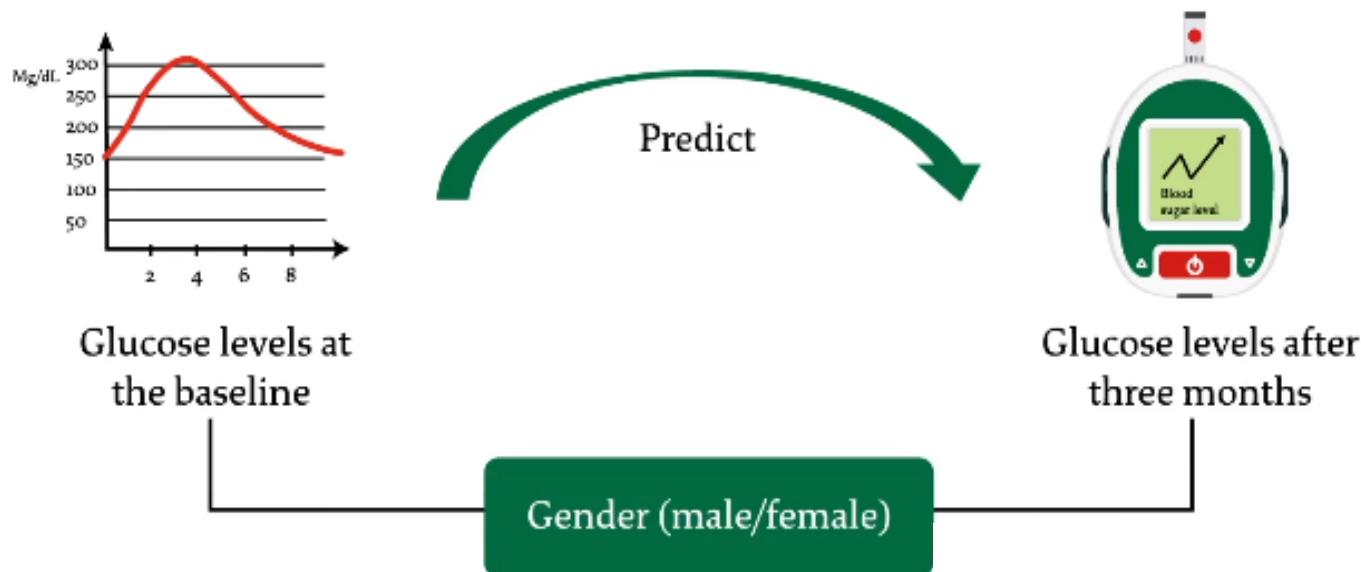 Mg/dL
300
250
200
150
100
50
2 4 6 8
Predict
Blood
sugar level
Glucose levels at
the baseline
Glucose levels after
three months
Gender (male/female)